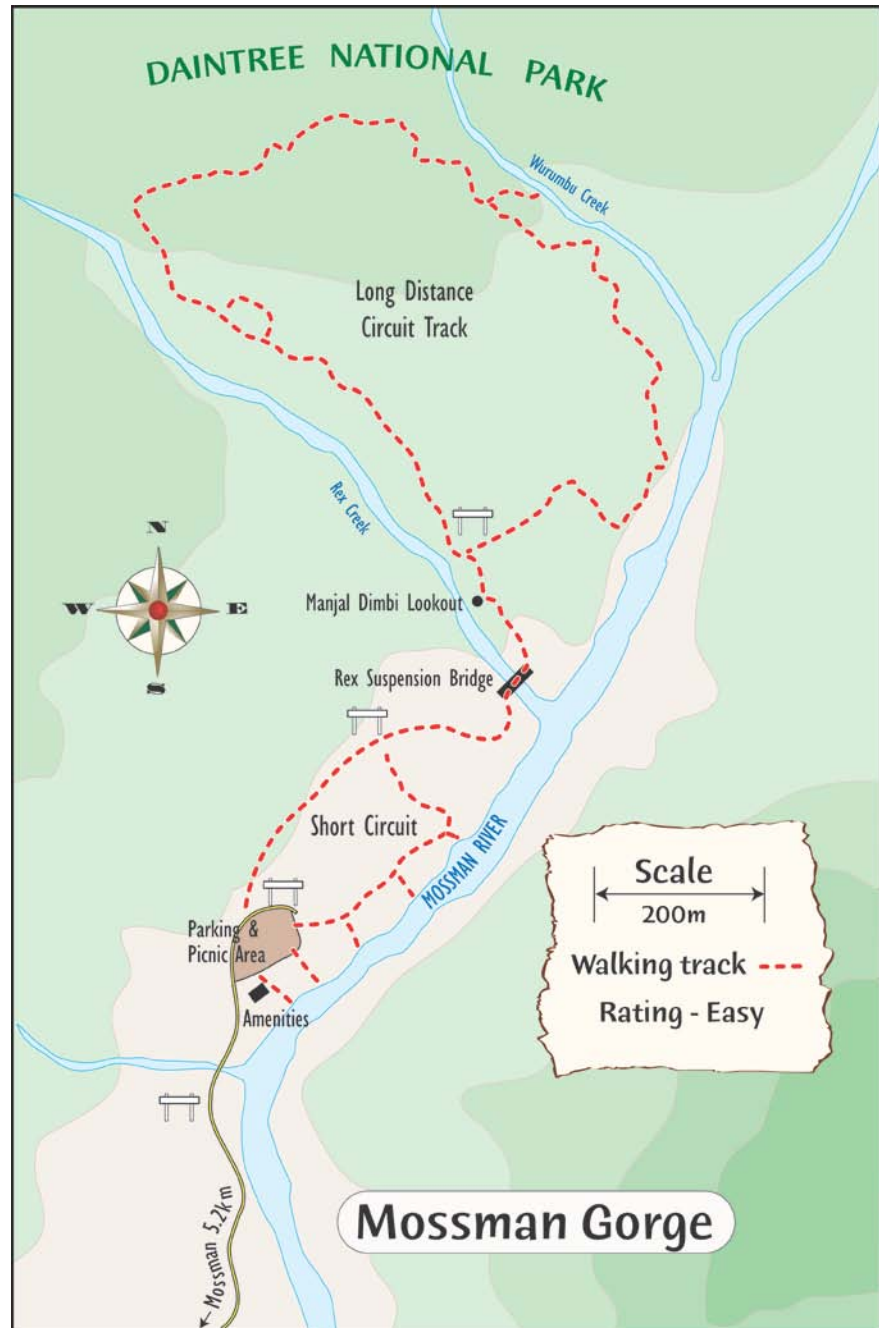 DAINTREE NATIONAL PARK
Wurumbu Creek
Long Distance
Circuit Track
Rex Creek
N
W
E
S
Manjal Dimbi Lookout
Rex Suspension Bridge
Short Circuit
MOSSMAN RIVER
Scale
200m
Walking track
Rating - Easy
Parking &
Picnic Area
Amenities
Mossman 5.2km
Mossman Gorge